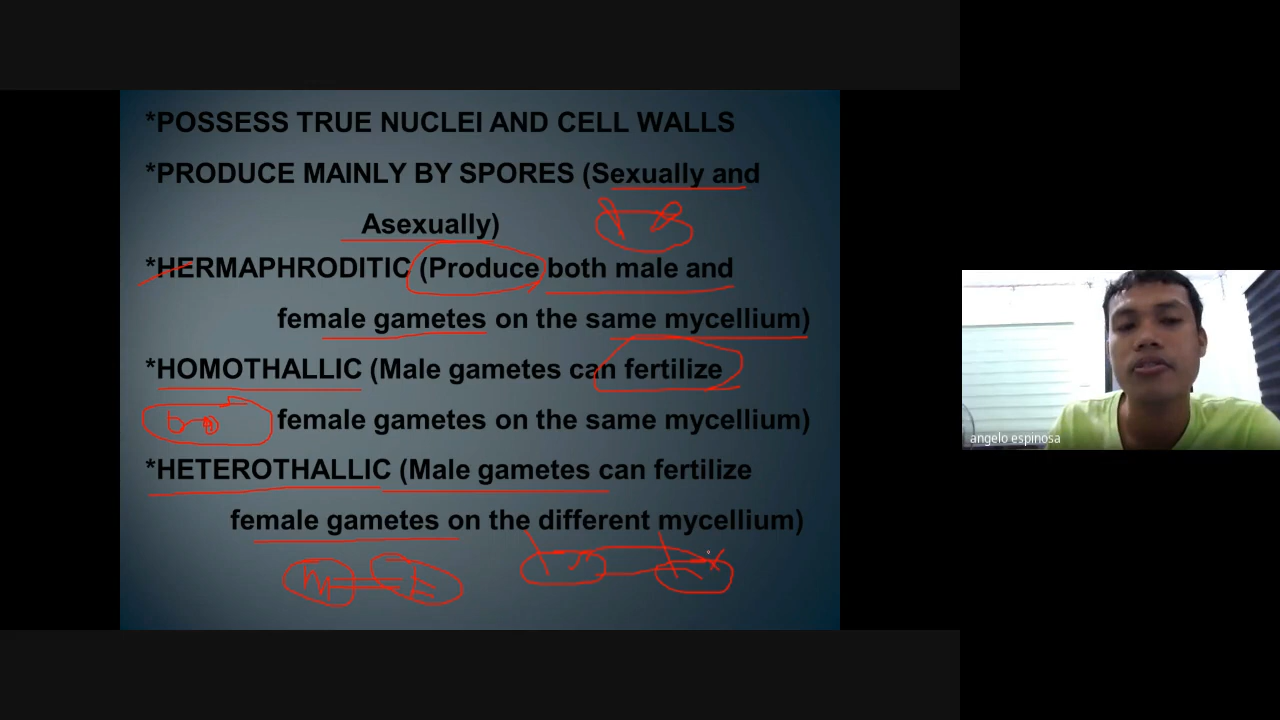 *POSSESS TRUE NUCLEI AND CELL WALLS
*PRODUCE MAINLY BY SPORES (Sexually and
Asexually)
*HERMAPHRODITIC (Produce both male and
female gametes on the same mycellium)
*HOMOTHALLIC (Male gametes can fertilize
female gametes on the same mycellium)
*HETEROTHALLIC (Male gametes can fertilize
female gametes on the different mycellium)
angelo espinosa